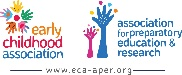 early
childhood
association
association
for preparatory
education &
research
www.eca-aper.org